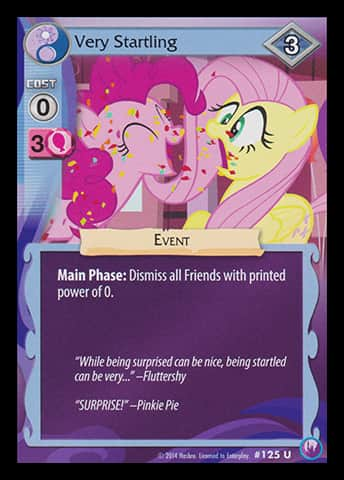 Very Startling
3
COST
0
3
EVENT
Main Phase: Dismiss all Friends with printed
power of 0.
"While being surprised can be nice, being startled
can be very..." –Fluttershy
"SURPRISE!" –Pinkie Pie
© 2014 Hasbro. Licensed to Enterplay. #125 U